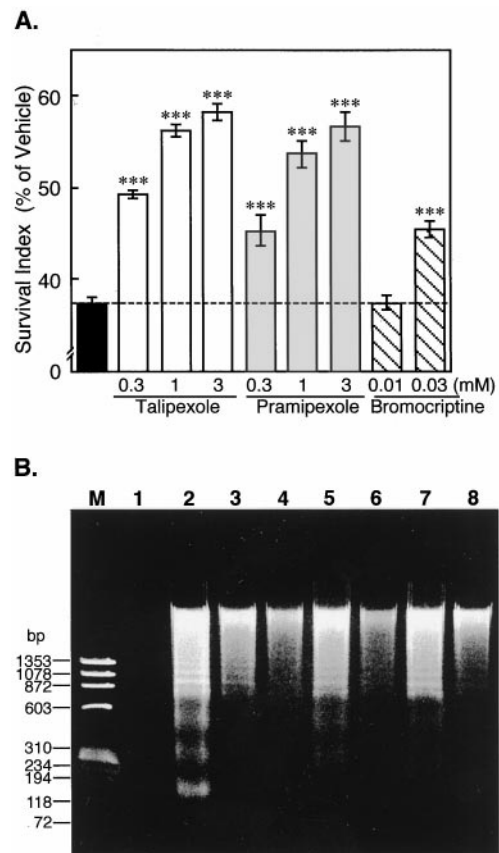 A.
Survival Index (% of Vehicle)
60
50
40
0
***
***
***
***
***
***
***
0.3 1 3 0.3 1 3 0.01 0.03 (mM)
Talipexole Pramipexole Bromocriptine
B.
M 1 2 3 4 5 6 7 8
bp
1353
1078
872
603
310
234
194
118
72